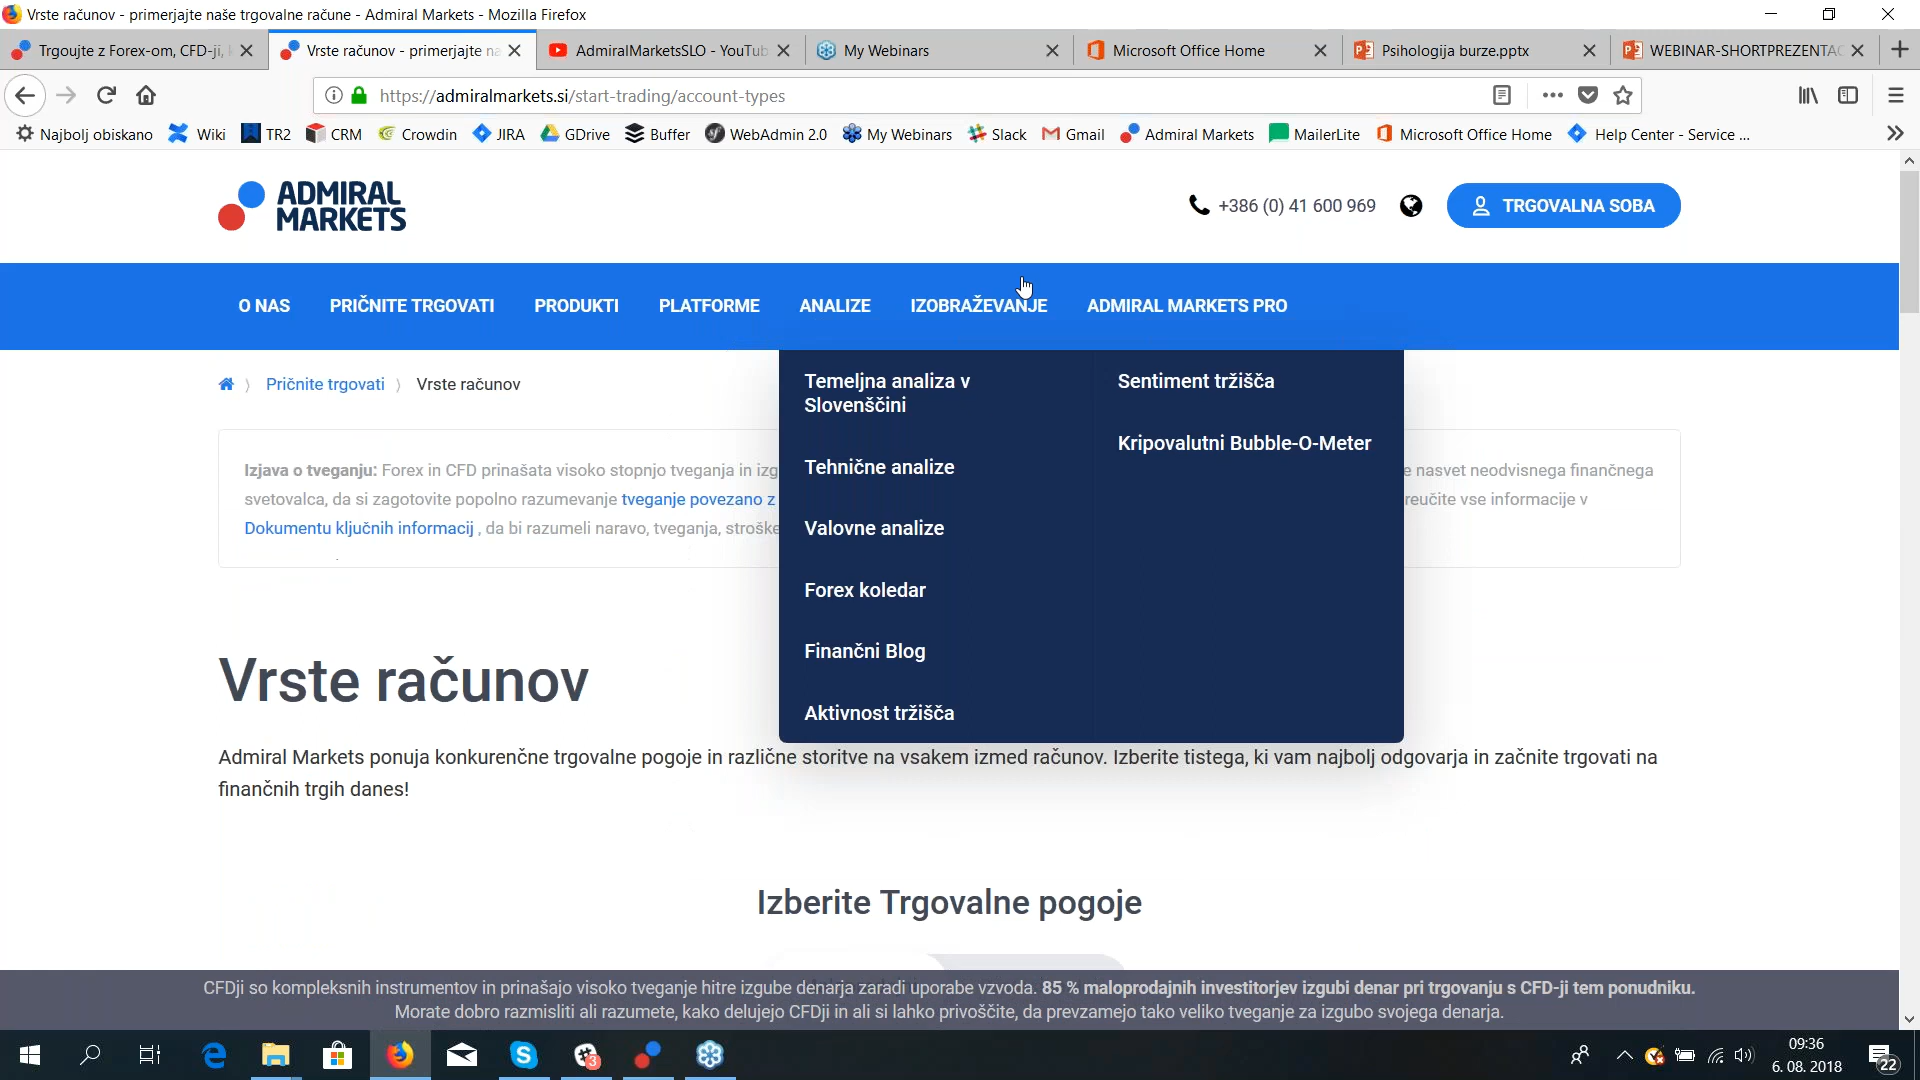 Vrste računov - primerjajte naše trgovalne račune - Admiral Markets - Mozilla Firefox
Trgoujte z Forex-om, CFD-ji,
Vrste računov - primerjajte na
AdmiralMarketsSLO - YouTub
My Webinars
Microsoft Office Home
Psihologija burze.pptx
WEBINAR-SHORTPREZENTAC
https://admiralmarkets.si/start-trading/account-types
Najbolj obiskano
Wiki
TR2
CRM
Crowdin
JIRA
GDrive
Buffer
WebAdmin 2.0
My Webinars
Slack
Gmail
Admiral Markets
MailerLite
Microsoft Office Home
Help Center - Service ...
ADMIRAL
MARKETS
+386 (0) 41 600 969
TRGOVALNA SOBA
O NAS
PRIČNITE TRGOVATI
PRODUKTI
PLATFORME
ANALIZE
IZOBRAŽEVANJE
ADMIRAL MARKETS PRO
Pričnite trgovati
Vrste računov
Temeljna analiza v
Slovenščini
Tehnične analize
Valovne analize
Forex koledar
Finančni Blog
Aktivnost tržišča
Sentiment tržišča
Kripovalutni Bubble-O-Meter
Izjava o tveganju: Forex in CFD prinašata visoko stopnjo tveganja in izg
e nasvet neodvisnega finančnega
svetovalca, da si zagotovite popolno razumevanje tveganje povezano z
reučite vse informacije v
Dokumentu ključnih informacij , da bi razumeli naravo, tveganja, stroške
Vrste računov
Admiral Markets ponuja konkurenčne trgovalne pogoje in različne storitve na vsakem izmed računov. Izberite tistega, ki vam najbolj odgovarja in začnite trgovati na
finančnih trgih danes!
Izberite Trgovalne pogoje
CFDji so kompleksnih instrumentov in prinašajo visoko tveganje hitre izgube denarja zaradi uporabe vzvoda. 85 % maloprodajnih investitorjev izgubi denar pri trgovanju s CFD-ji tem ponudniku.
Morate dobro razmisliti ali razumete, kako delujejo CFDji in ali si lahko privoščite, da prevzamejo tako veliko tveganje za izgubo svojega denarja.
3
09:36
6. 08. 2018
22